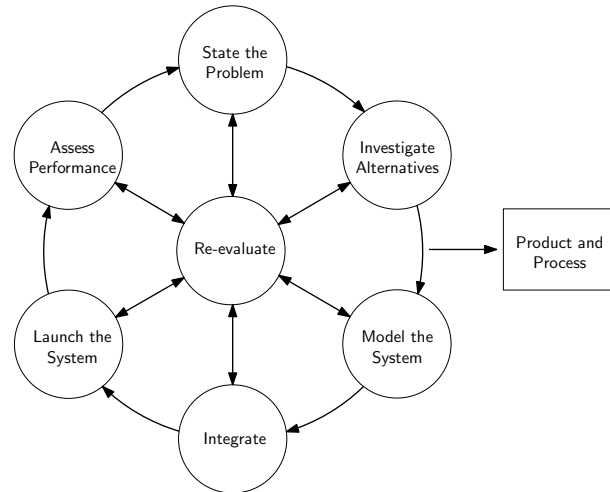 State the
Problem
Assess
Performance
Investigate
Alternatives
Re-evaluate
Product and
Process
Launch the
System
Model the
System
Integrate